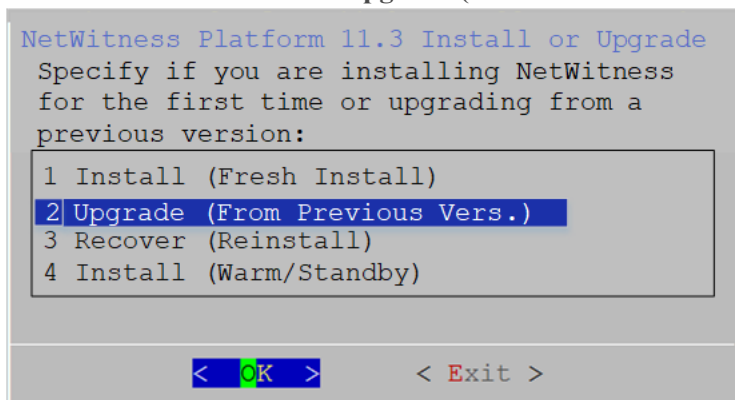 NetWitness Platform 11.3 Install or Upgrade
Specify if you are installing NetWitness
for the first time or upgrading from a
previous version:
1 Install (Fresh Install)
2 Upgrade (From Previous Vers.)
3 Recover (Reinstall)
4 Install (Warm/Standby)
< OK > < Exit >